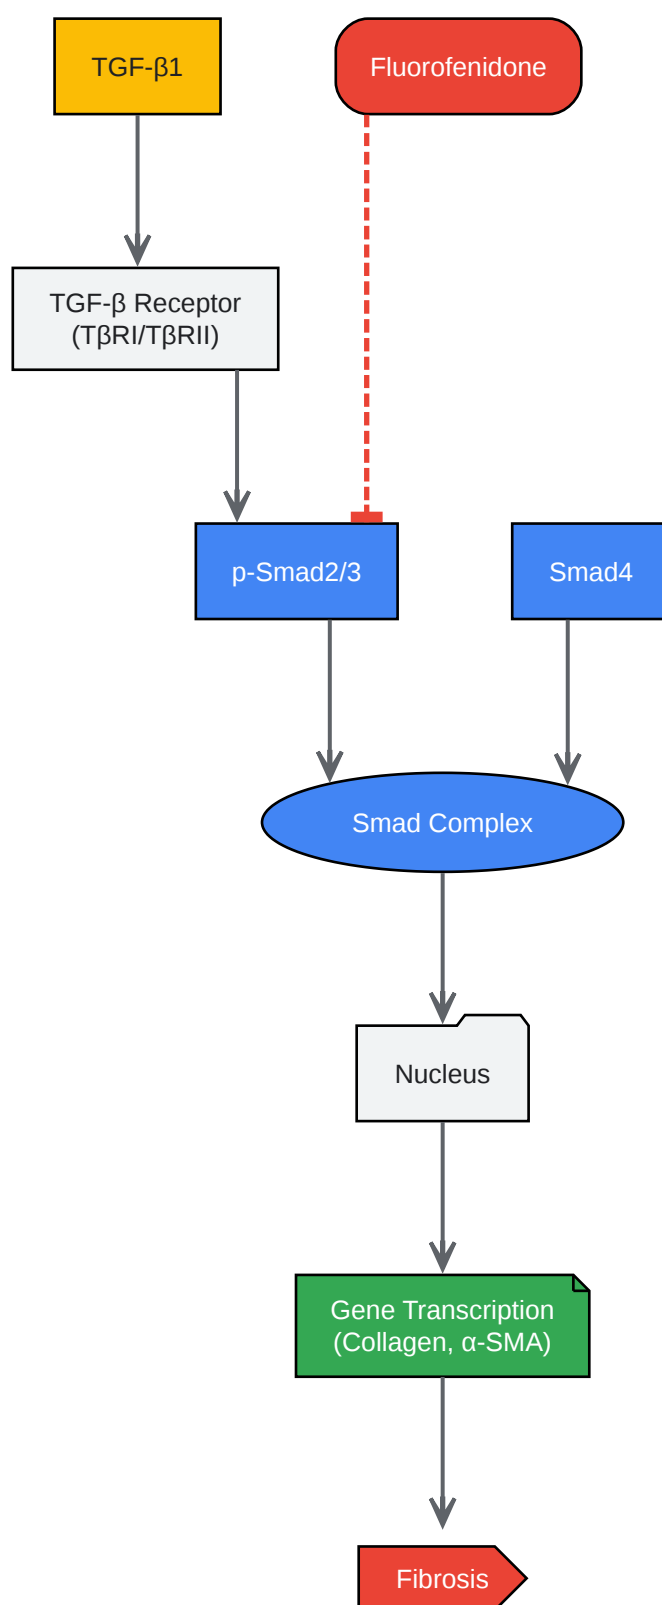 TGF-β1
Fluorofenidone
TGF-β Receptor
(TβRI/TβRII)
p-Smad2/3
Smad4
Smad Complex
Nucleus
Gene Transcription
(Collagen, α-SMA)
Fibrosis